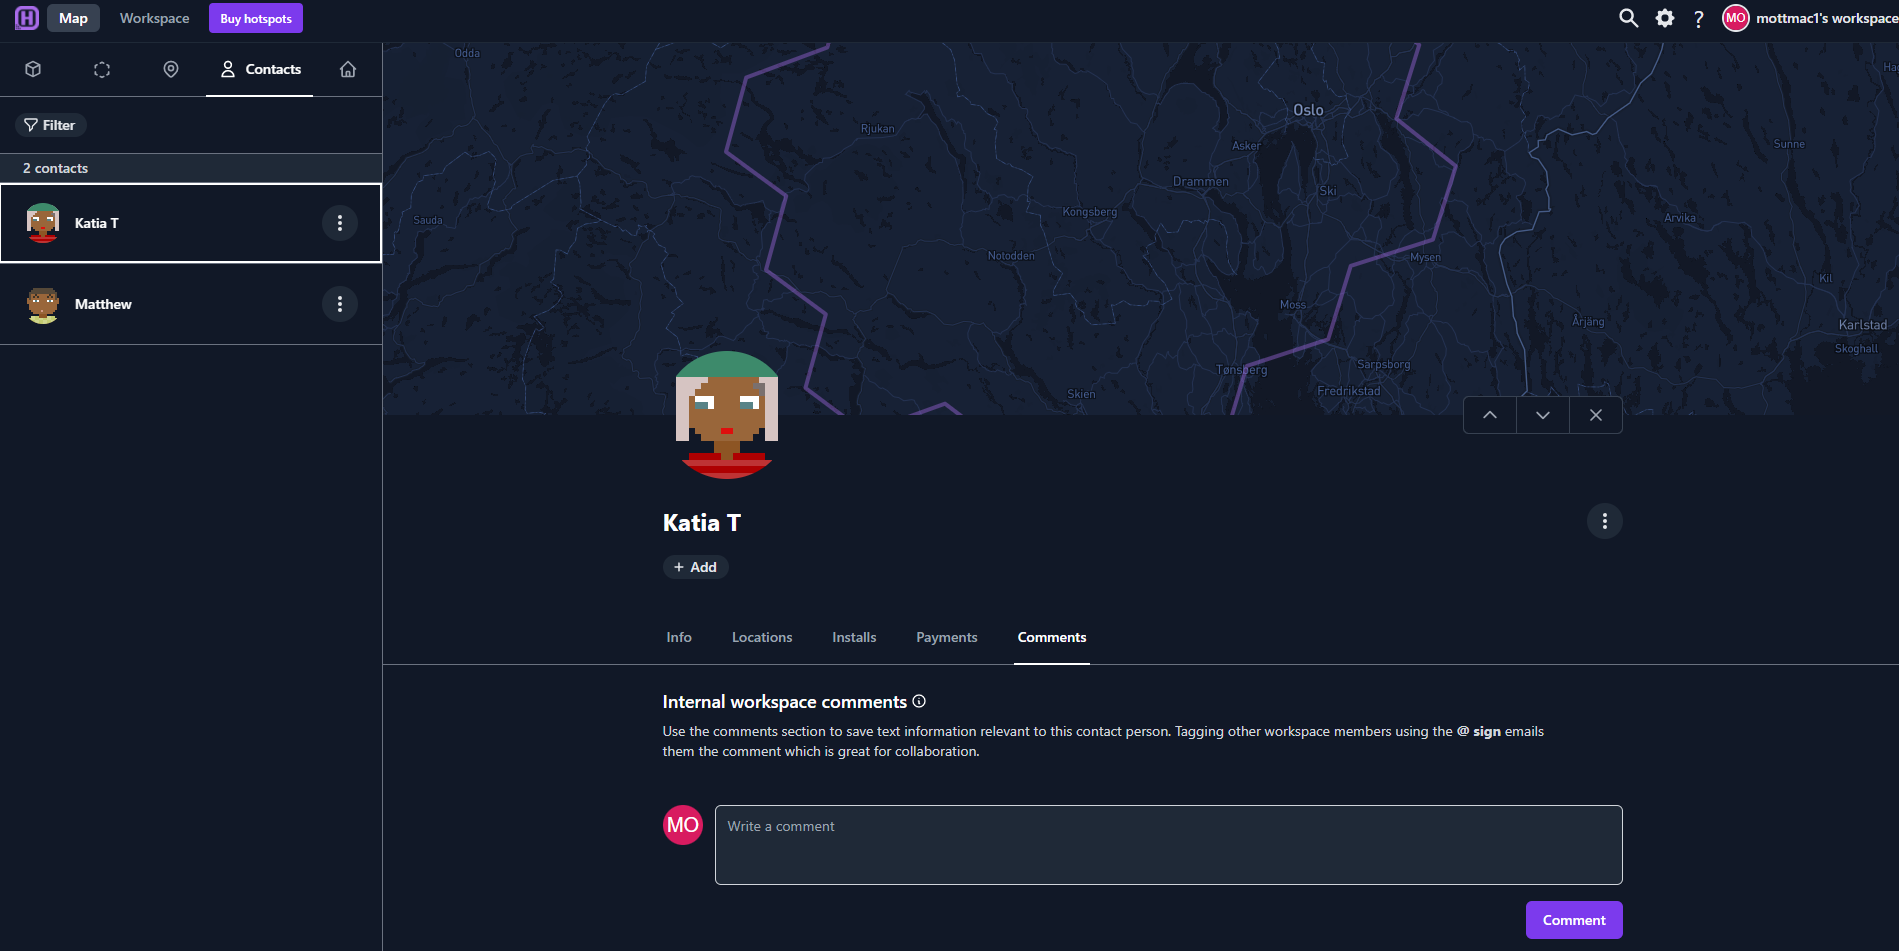 H
Map
Workspace
Buy hotspots
?
MO
mottmac1's workspace
Contacts
Filter
2 contacts
Katia T
Matthew
Odda
Oslo
Rjukan
Asker
Sunne
Drammen
Ski
Kongsberg
Sauda
Arvika
Notodden
Mysen
Kil
Moss
Årjäng
Karlstad
Skoghall
Tønsberg
Sarpsborg
Fredrikstad
Skien
Katia T
+ Add
Info
Locations
Installs
Payments
Comments
Internal workspace comments
Use the comments section to save text information relevant to this contact person. Tagging other workspace members using the @ sign emails
them the comment which is great for collaboration.
MO
Write a comment
Comment